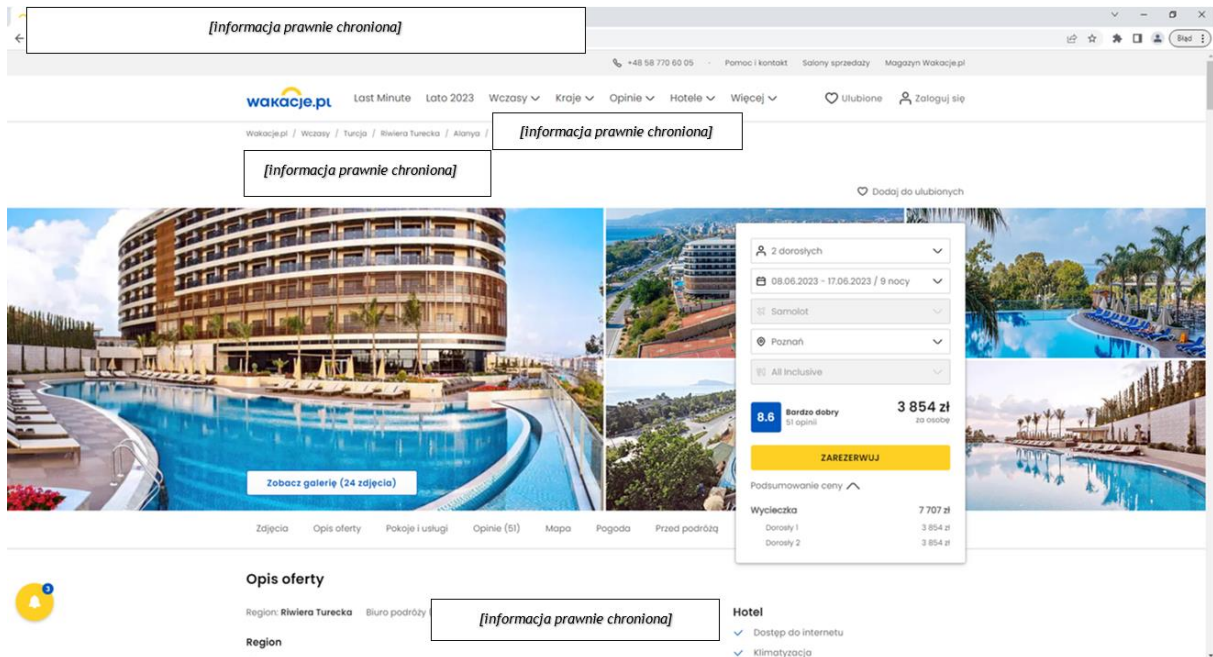 [informacja prawnie chroniona]
Błąd
+48 58 770 60 05 · Pomoc i kontakt Salony sprzedaży Magazyn Wakacje.pl
wakacje.pl Last Minute Lato 2023 Wczasy Kraje Opinie Hotele Więcej Ulubione Zaloguj się
Wakacje.pl / Wczasy / Turcja / Riwiera Turecka / Alanya / [informacja prawnie chroniona]
[informacja prawnie chroniona]
Dodaj do ulubionych
2 dorosłych
08.06.2023 - 17.06.2023 / 9 nocy
Samolot
Poznań
All Inclusive
8.6 Bardzo dobry 3 854 zł
51 opinii za osobę
ZAREZERWUJ
Podsumowanie ceny
Wycieczka 7 707 zł
Dorosły 1 3 854 zł
Dorosły 2 3 854 zł
Zobacz galerię (24 zdjęcia)
Zdjęcia Opis oferty Pokoje i usługi Opinie (51) Mapa Pogoda Przed podróżą
3
Opis oferty
Region: Riwiera Turecka Biuro podróży [informacja prawnie chroniona]
Region
Hotel
Dostęp do internetu
Klimatyzacja